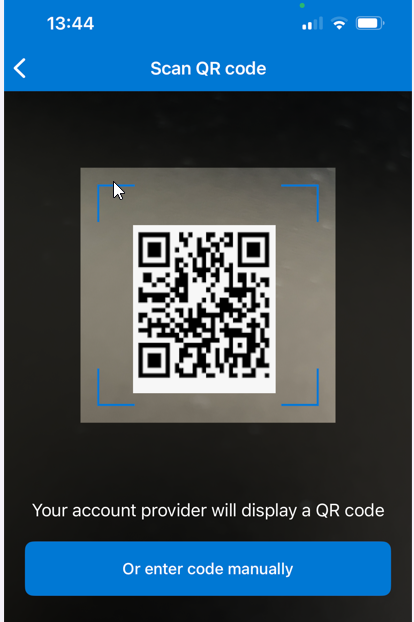 13:44
Scan QR code
Your account provider will display a QR code
Or enter code manually